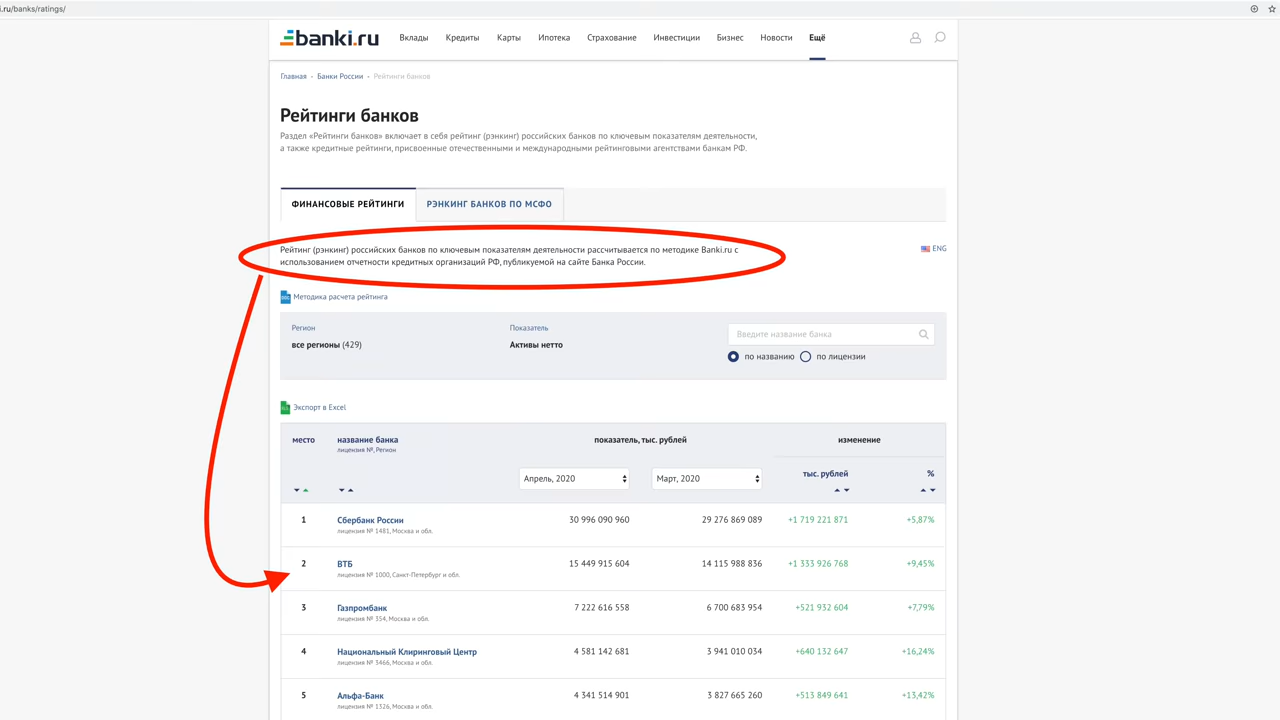 i.ru/banks/ratings/
banki.ru Вклады Кредиты Карты Ипотека Страхование Инвестиции Бизнес Новости Ещё
Главная • Банки России • Рейтинги банков
Рейтинги банков
Раздел «Рейтинги банков» включает в себя рейтинг (рэнкинг) российских банков по ключевым показателям деятельности,
а также кредитные рейтинги, присвоенные отечественными и международными рейтинговыми агентствами банкам РФ.
ФИНАНСОВЫЕ РЕЙТИНГИ РЭНКИНГ БАНКОВ ПО МСФО
Рейтинг (рэнкинг) российских банков по ключевым показателям деятельности рассчитывается по методике Banki.ru с
ENG
использованием отчетности кредитных организаций РФ, публикуемой на сайте Банка России.
Методика расчета рейтинга
Регион Показатель
Введите название банка
все регионы (429) Активы нетто
по названию по лицензии
Экспорт в Excel
место название банка показатель, тыс. рублей изменение
лицензия №, Регион
Апрель, 2020 Март, 2020 тыс. рублей %
1 Сбербанк России 30 996 090 960 29 276 869 089 +1 719 221 871 +5,87%
лицензия № 1481, Москва и обл.
2 ВТБ 15 449 915 604 14 115 988 836 +1 333 926 768 +9,45%
лицензия № 1000, Санкт-Петербург и обл.
3 Газпромбанк 7 222 616 558 6 700 683 954 +521 932 604 +7,79%
лицензия № 354, Москва и обл.
4 Национальный Клиринговый Центр 4 581 142 681 3 941 010 034 +640 132 647 +16,24%
лицензия № 3466, Москва и обл.
5 Альфа-Банк 4 341 514 901 3 827 665 260 +513 849 641 +13,42%
лицензия № 1326, Москва и обл.